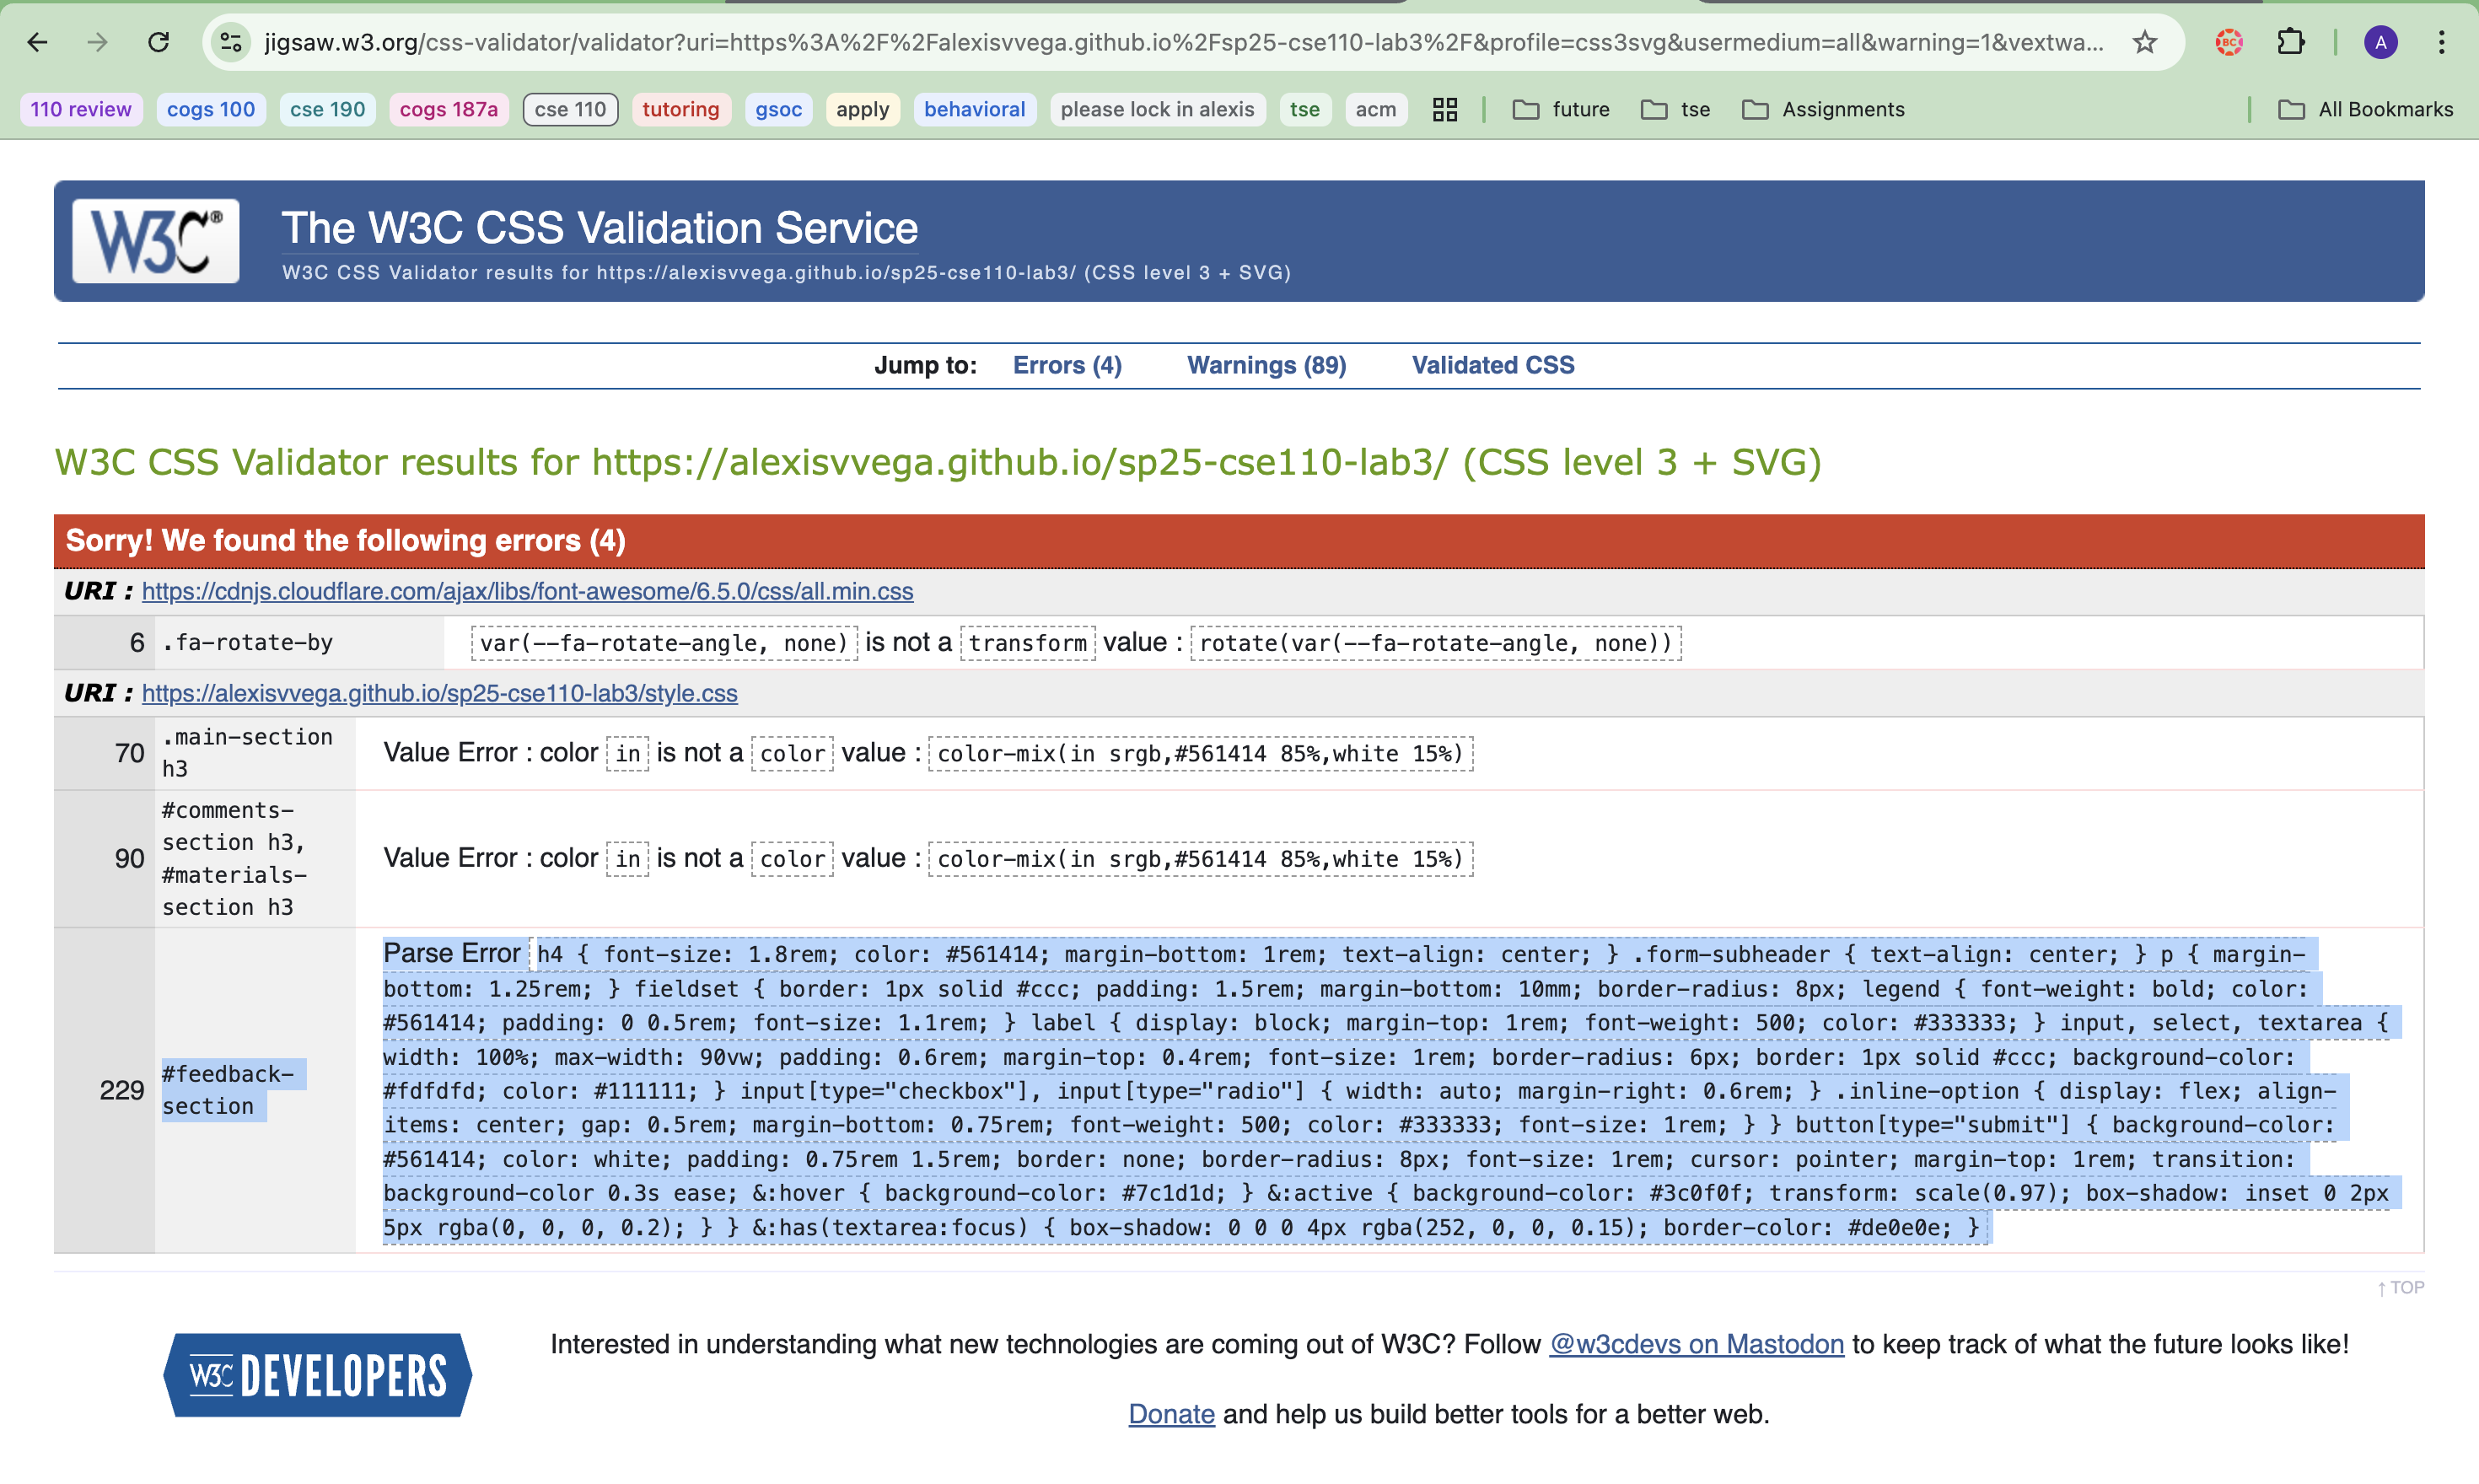 jigsaw.w3.org/css-validator/validator?uri=https%3A%2F%2Falexisvvega.github.io%2Fsp25-cse110-lab3%2F&profile=css3svg&usermedium=all&warning=1&vextwa...
BC
A
110 review cogs 100 cse 190 cogs 187a cse 110 tutoring gsoc apply behavioral please lock in alexis tse acm future tse Assignments All Bookmarks
W3C® The W3C CSS Validation Service
W3C CSS Validator results for https://alexisvvega.github.io/sp25-cse110-lab3/ (CSS level 3 + SVG)
Jump to: Errors (4) Warnings (89) Validated CSS
W3C CSS Validator results for https://alexisvvega.github.io/sp25-cse110-lab3/ (CSS level 3 + SVG)
Sorry! We found the following errors (4)
URI : https://cdnjs.cloudflare.com/ajax/libs/font-awesome/6.5.0/css/all.min.css
6 .fa-rotate-by var(--fa-rotate-angle, none) is not a transform value : rotate(var(--fa-rotate-angle, none))
URI : https://alexisvvega.github.io/sp25-cse110-lab3/style.css
70 .main-section
h3
Value Error : color in is not a color value : color-mix(in srgb,#561414 85%,white 15%)
90 #comments-
section h3,
#materials-
section h3
Value Error : color in is not a color value : color-mix(in srgb,#561414 85%,white 15%)
229 #feedback-
section
Parse Error h4 { font-size: 1.8rem; color: #561414; margin-bottom: 1rem; text-align: center; } .form-subheader { text-align: center; } p { margin-
bottom: 1.25rem; } fieldset { border: 1px solid #ccc; padding: 1.5rem; margin-bottom: 10mm; border-radius: 8px; legend { font-weight: bold; color:
#561414; padding: 0 0.5rem; font-size: 1.1rem; } label { display: block; margin-top: 1rem; font-weight: 500; color: #333333; } input, select, textarea {
width: 100%; max-width: 90vw; padding: 0.6rem; margin-top: 0.4rem; font-size: 1rem; border-radius: 6px; border: 1px solid #ccc; background-color:
#fdfdfd; color: #111111; } input[type="checkbox"], input[type="radio"] { width: auto; margin-right: 0.6rem; } .inline-option { display: flex; align-
items: center; gap: 0.5rem; margin-bottom: 0.75rem; font-weight: 500; color: #333333; font-size: 1rem; } } button[type="submit"] { background-color:
#561414; color: white; padding: 0.75rem 1.5rem; border: none; border-radius: 8px; font-size: 1rem; cursor: pointer; margin-top: 1rem; transition:
background-color 0.3s ease; &:hover { background-color: #7c1d1d; } &:active { background-color: #3c0f0f; transform: scale(0.97); box-shadow: inset 0 2px
5px rgba(0, 0, 0, 0.2); } } &:has(textarea:focus) { box-shadow: 0 0 0 4px rgba(252, 0, 0, 0.15); border-color: #de0e0e; }
↑ TOP
W3C DEVELOPERS
Interested in understanding what new technologies are coming out of W3C? Follow @w3cdevs on Mastodon to keep track of what the future looks like!
Donate and help us build better tools for a better web.